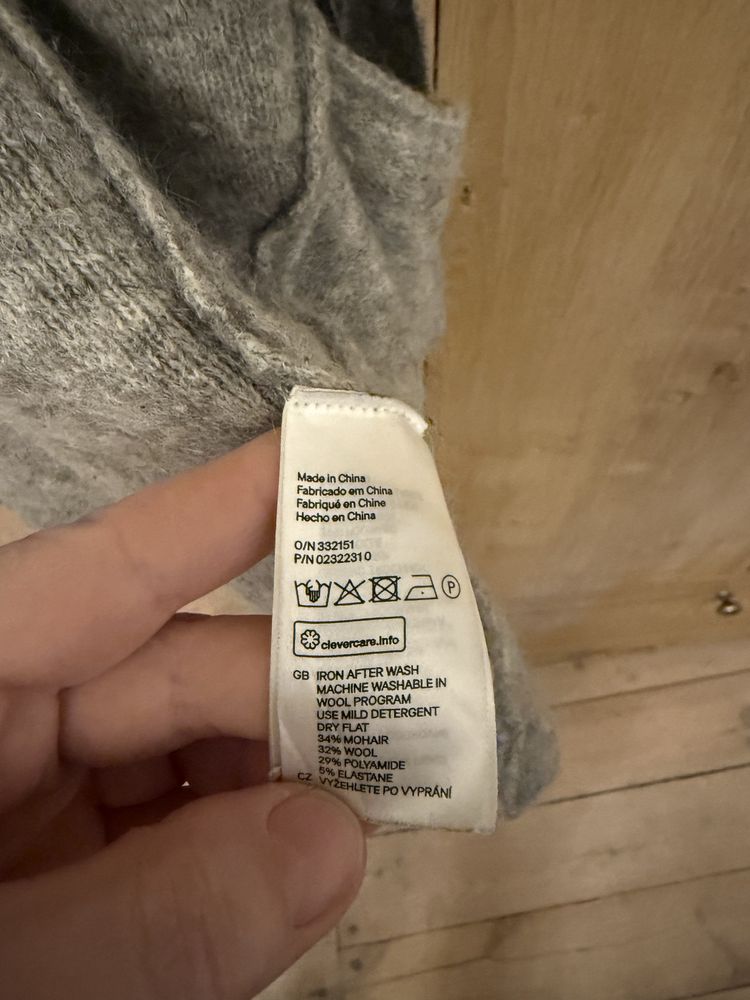 Made in China
Fabricado em China
Fabriqué en Chine
Hecho en China
O/N 332151
P/N 02322310
P
clevercare.info
GB IRON AFTER WASH
MACHINE WASHABLE IN
WOOL PROGRAM
USE MILD DETERGENT
DRY FLAT
34% MOHAIR
32% WOOL
29% POLYAMIDE
5% ELASTANE
CZ VYŽEHLETE PO VYPRÁNÍ